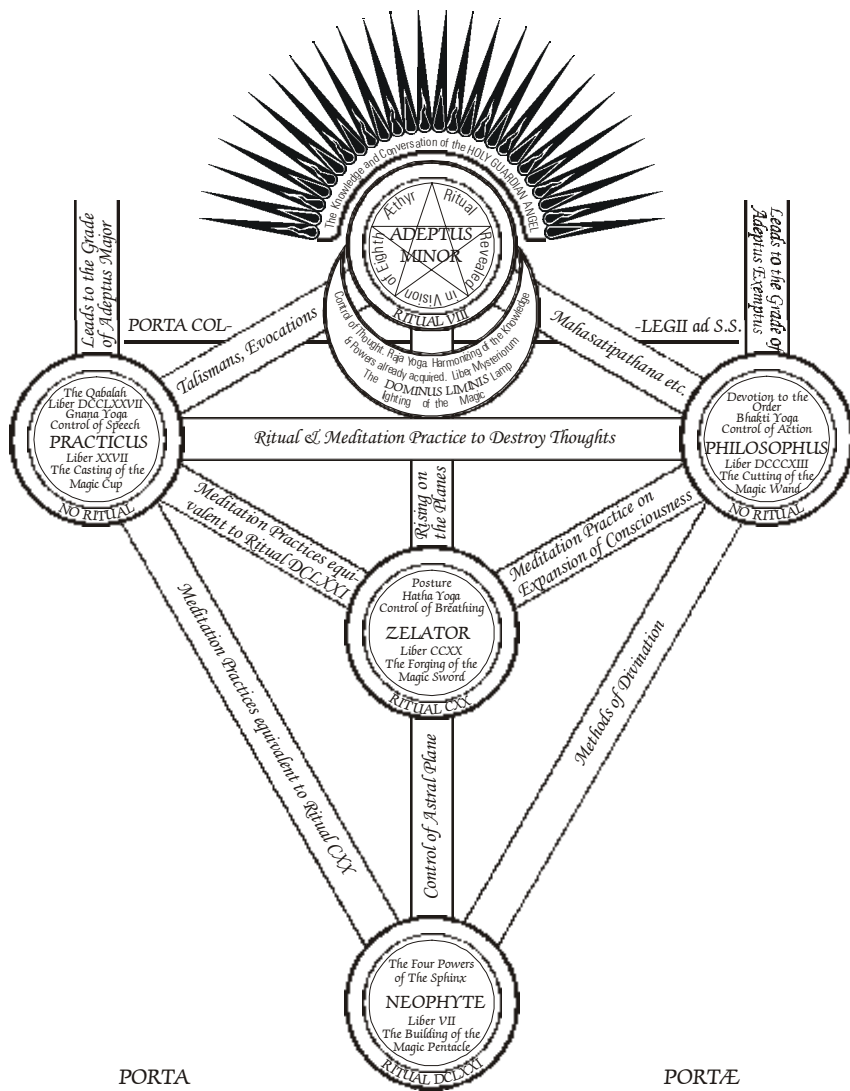 The Knowledge and Conversation of the HOLY GUARDIAN ANGEL
Æthyr Ritual
Revealed in Vision
of Eighth
ADEPTUS
MINOR
RITUAL VIII
Control of Thought. Raja Yoga. Harmonizing of the Knowledge
& Powers already acquired. Liber Mysteriorum
The DOMINUS LIMINIS Lamp
lighting of the Magic
Leads to the Grade
of Adeptus Major
Leads to the Grade of
Adeptus Exemptus
PORTA COL-
-LEGII ad S.S.
Talismans, Evocations
Mahasatipathana etc.
The Qabalah
Liber DCCLXXVII
Gnana Yoga
Control of Speech
PRACTICUS
Liber XXVII
The Casting of the
Magic Cup
NO RITUAL
Ritual & Meditation Practice to Destroy Thoughts
Devotion to the
Order
Bhakti Yoga
Control of Action
PHILOSOPHUS
Liber DCCCXIII
The Cutting of the
Magic Wand
NO RITUAL
Meditation Practices equi-
valent to Ritual DCLXXI
Rising on
the Planes
Meditation Practice on
Expansion of Consciousness
Posture
Hatha Yoga
Control of Breathing
ZELATOR
Liber CCXX
The Forging of the
Magic Sword
RITUAL CXX
Meditation Practices equivalent to Ritual CXX
Control of Astral Plane
Methods of Divination
The Four Powers
of The Sphinx
NEOPHYTE
Liber VII
The Building of the
Magic Pentacle
RITUAL DCLXXI
PORTA
PORTÆ